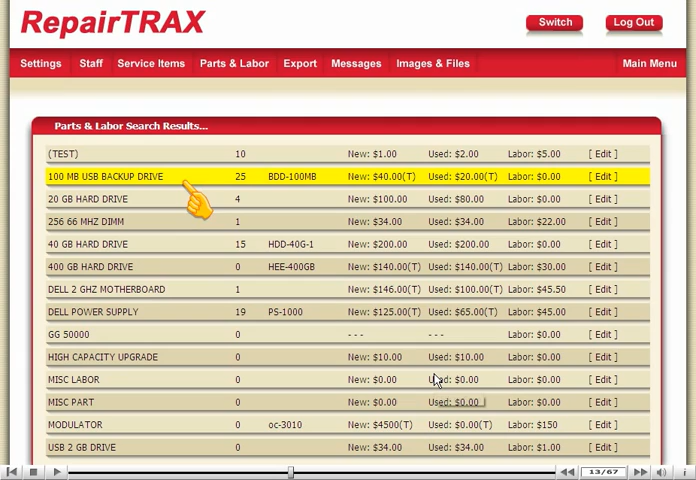 RepairTRAX
Switch Log Out
Settings Staff Service Items Parts & Labor Export Messages Images & Files Main Menu
Parts & Labor Search Results...
(TEST) 10 New: $1.00 Used: $2.00 Labor: $5.00 [ Edit ]
100 MB USB BACKUP DRIVE 25 BDD-100MB New: $40.00(T) Used: $20.00(T) Labor: $0.00 [ Edit ]
20 GB HARD DRIVE 4 New: $100.00 Used: $80.00 Labor: $0.00 [ Edit ]
256 66 MHZ DIMM 1 New: $34.00 Used: $34.00 Labor: $22.00 [ Edit ]
40 GB HARD DRIVE 15 HDD-40G-1 New: $200.00 Used: $200.00 Labor: $0.00 [ Edit ]
400 GB HARD DRIVE 0 HEE-400GB New: $140.00(T) Used: $140.00(T) Labor: $30.00 [ Edit ]
DELL 2 GHZ MOTHERBOARD 1 New: $146.00(T) Used: $100.00(T) Labor: $45.50 [ Edit ]
DELL POWER SUPPLY 19 PS-1000 New: $125.00(T) Used: $65.00(T) Labor: $45.00 [ Edit ]
GG 50000 0 - - - - - - Labor: $0.00 [ Edit ]
HIGH CAPACITY UPGRADE 0 New: $10.00 Used: $10.00 Labor: $0.00 [ Edit ]
MISC LABOR 0 New: $0.00 Used: $0.00 Labor: $0.00 [ Edit ]
MISC PART 0 New: $0.00 Used: $0.00 Labor: $0.00 [ Edit ]
MODULATOR 0 oc-3010 New: $4500(T) Used: $0.00(T) Labor: $150 [ Edit ]
USB 2 GB DRIVE 0 New: $34.00 Used: $34.00 Labor: $1.00 [ Edit ]
13/67